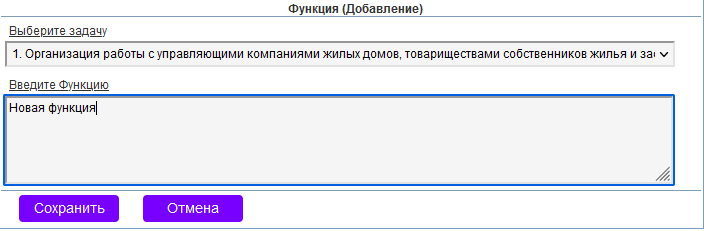 Функция (Добавление)
Выберите задачу
1. Организация работы с управляющими компаниями жилых домов, товариществами собственников жилья и зас
Введите Функцию
Новая функция
Сохранить Отмена